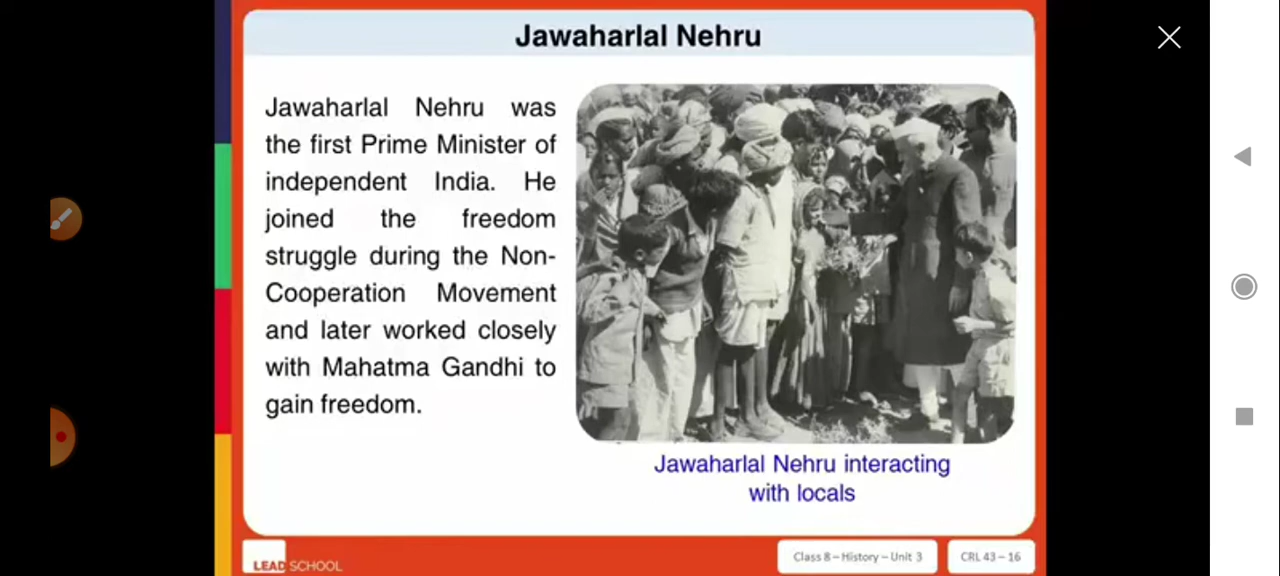 Jawaharlal Nehru
Jawaharlal Nehru was
the first Prime Minister of
independent India. He
joined the freedom
struggle during the Non-
Cooperation Movement
and later worked closely
with Mahatma Gandhi to
gain freedom.
Jawaharlal Nehru interacting
with locals
LEAD SCHOOL
Class 8 – History – Unit 3
CRL 43 – 16